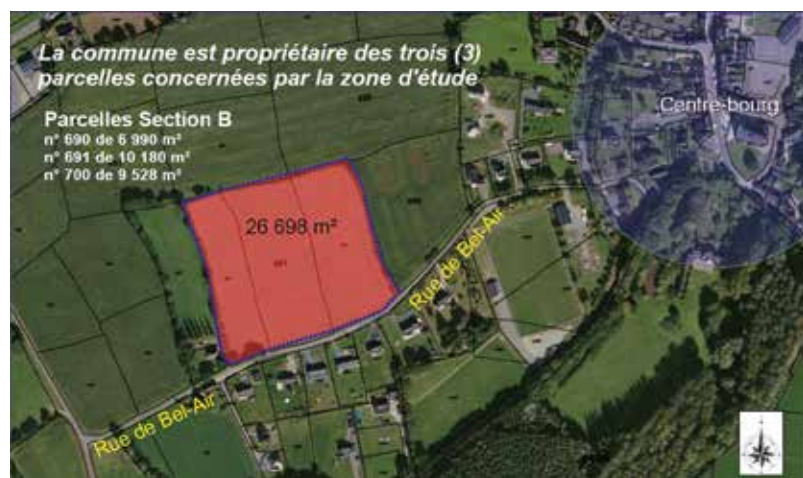 La commune est propriétaire des trois (3)
parcelles concernées par la zone d'étude
Parcelles Section B
n° 690 de 6 990 m²
n° 691 de 10 180 m²
n° 700 de 9 528 m²
Centre-bourg
26 698 m²
Rue de Bel-Air
Rue de Bel-Air